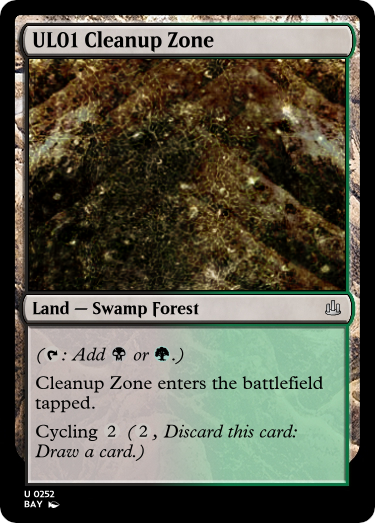 UL01 Cleanup Zone
Land — Swamp Forest
(: Add or .)
Cleanup Zone enters the battlefield
tapped.
Cycling 2 (2, Discard this card:
Draw a card.)
U 0252
BAY